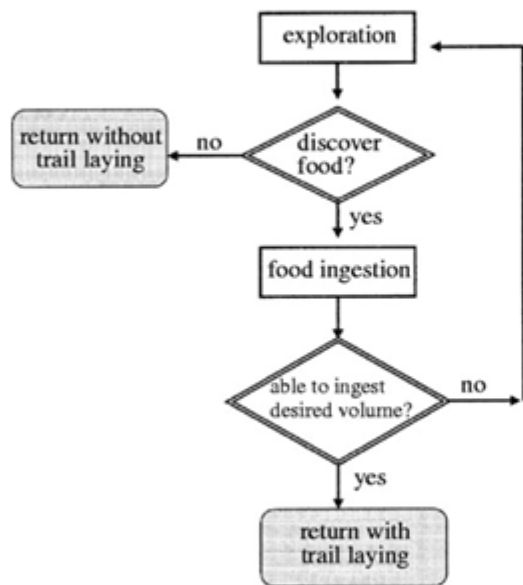 exploration
discover
food?
no
return without
trail laying
yes
food ingestion
able to ingest
desired volume?
no
yes
return with
trail laying